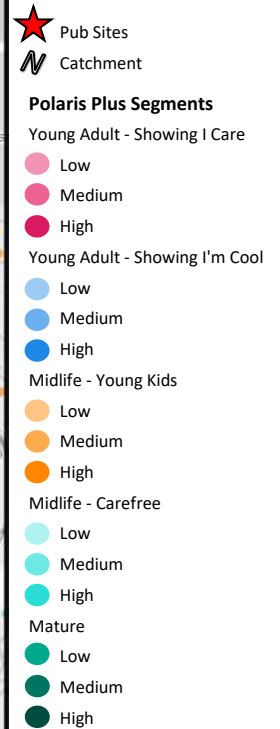 Pub Sites
Catchment
Polaris Plus Segments
Young Adult - Showing I Care
Low
Medium
High
Young Adult - Showing I'm Cool
Low
Medium
High
Midlife - Young Kids
Low
Medium
High
Midlife - Carefree
Low
Medium
High
Mature
Low
Medium
High